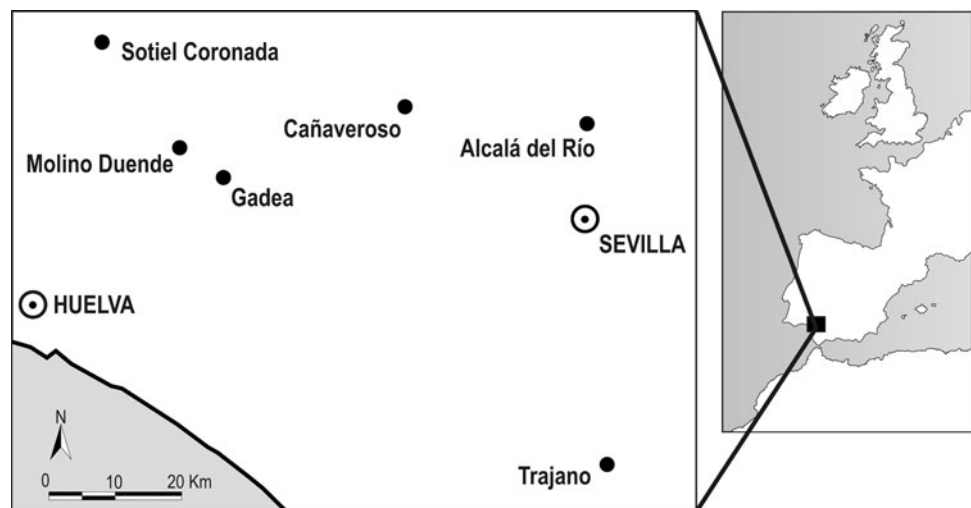 Sotiel Coronada
Cañaveroso
Alcalá del Río
Molino Duende
Gadea
SEVILLA
HUELVA
N
0 10 20 Km
Trajano